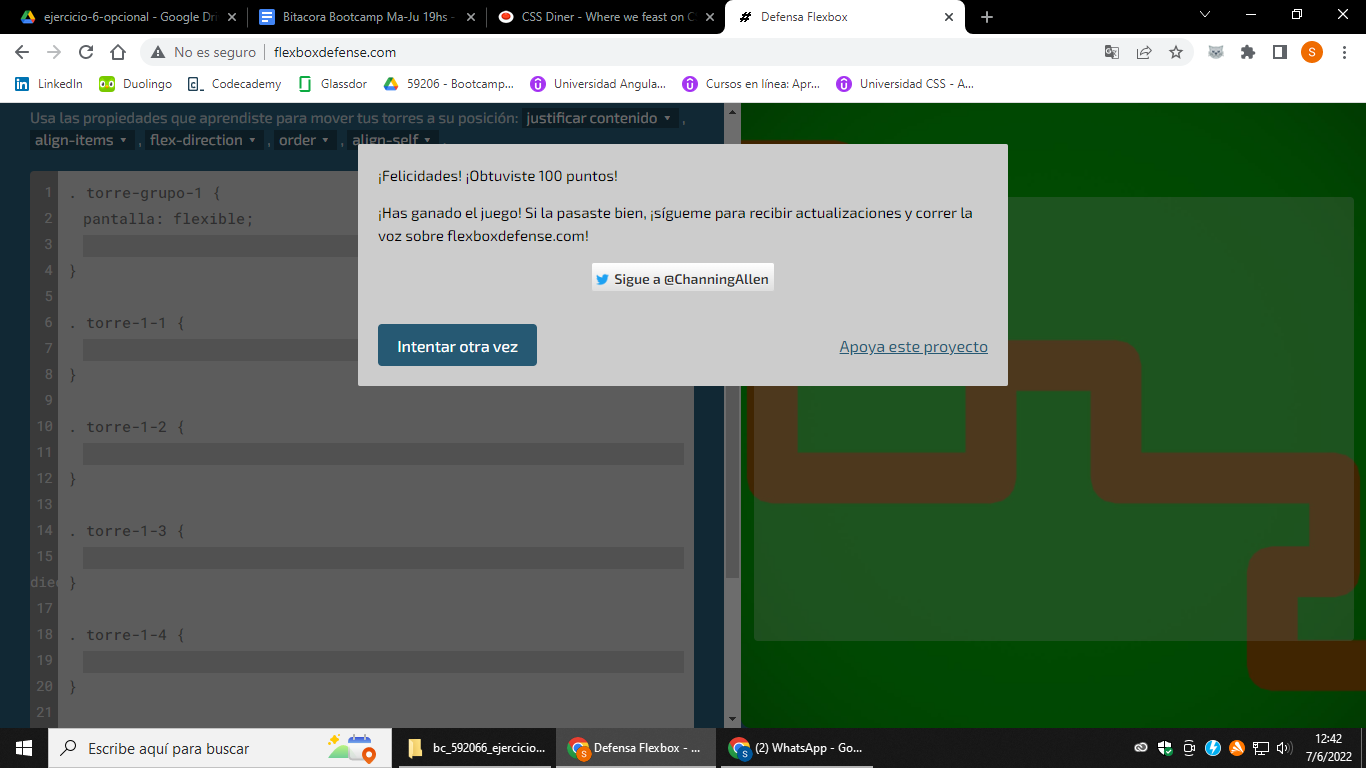 ejercicio-6-opcional - Google Dri
Bitacora Bootcamp Ma-Ju 19hs -
CSS Diner - Where we feast on C
Defensa Flexbox
No es seguro
flexboxdefense.com
S
LinkedIn
Duolingo
Codecademy
Glassdor
59206 - Bootcamp...
Universidad Angula...
Cursos en línea: Apr...
Universidad CSS - A...
Usa las propiedades que aprendiste para mover tus torres a su posición: justificar contenido ,
align-items , flex-direction , order , align-self .
¡Felicidades! ¡Obtuviste 100 puntos!
¡Has ganado el juego! Si la pasaste bien, ¡sígueme para recibir actualizaciones y correr la
voz sobre flexboxdefense.com!
Sigue a @ChanningAllen
Intentar otra vez
Apoya este proyecto
1 . torre-grupo-1 {
2 pantalla: flexible;
3
4 }
5
6 . torre-1-1 {
7
8 }
9
10 . torre-1-2 {
11
12 }
13
14 . torre-1-3 {
15
}
17
18 . torre-1-4 {
19
20 }
21
Escribe aquí para buscar
bc_592066_ejercicio...
Defensa Flexbox - ...
(2) WhatsApp - Go...
12:42
7/6/2022